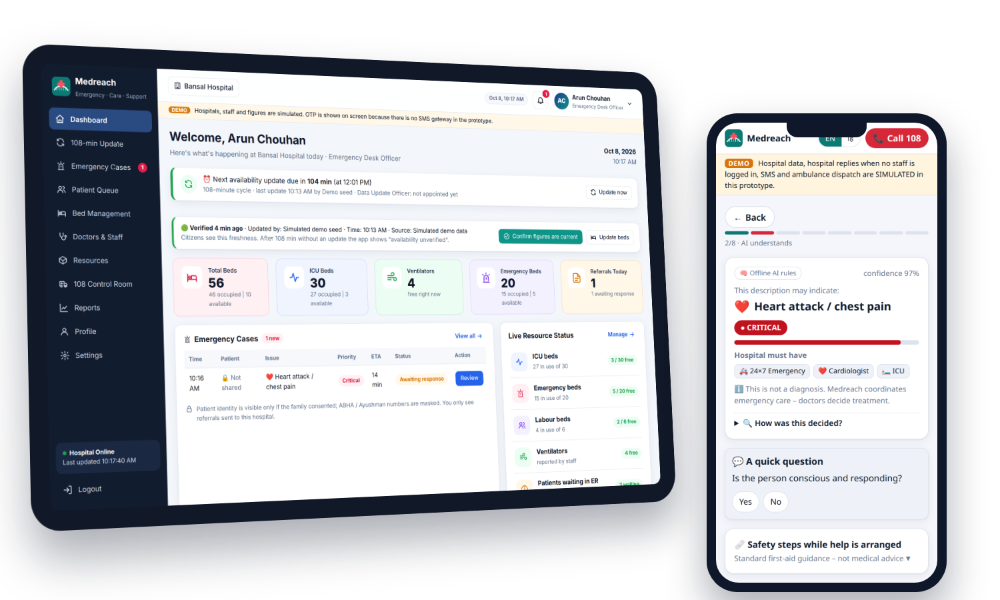 Medreach
Emergency · Care · Support
Dashboard
108-min Update
Emergency Cases 1
Patient Queue
Bed Management
Doctors & Staff
Resources
108 Control Room
Reports
Profile
Settings
Hospital Online
Last updated 10:17:40 AM
Logout
Bansal Hospital
Oct 8, 10:17 AM
1
AC
Arun Chouhan
Emergency Desk Officer
DEMO Hospitals, staff and figures are simulated. OTP is shown on screen because there is no SMS gateway in the prototype.
Welcome, Arun Chouhan
Here's what's happening at Bansal Hospital today · Emergency Desk Officer
Oct 8, 2026
10:17 AM
Next availability update due in 104 min (at 12:01 PM)
108-minute cycle · last update 10:13 AM by Demo seed · Data Update Officer: not appointed yet
Update now
Verified 4 min ago · Updated by: Simulated demo seed · Time: 10:13 AM · Source: Simulated demo data
Citizens see this freshness. After 108 min without an update the app shows "availability unverified".
Confirm figures are current
Update beds
Total Beds
56
46 occupied | 10
available
ICU Beds
30
27 occupied | 3
available
Ventilators
4
free right now
Emergency Beds
20
15 occupied | 5
available
Referrals Today
1
1 awaiting response
Emergency Cases 1 new
View all →
Time Patient Issue Priority ETA Status Action
10:16 AM
Not shared
Heart attack / chest pain
Critical
14 min
Awaiting response
Review
Patient identity is visible only if the family consented; ABHA / Ayushman numbers are masked. You only see
referrals sent to this hospital.
Live Resource Status
Manage →
ICU beds
27 in use of 30
3 / 30 free
Emergency beds
15 in use of 20
5 / 20 free
Labour beds
4 in use of 6
2 / 6 free
Ventilators
reported by staff
4 free
Patients waiting in ER
3 waiting
Medreach
EN
Call 108
DEMO Hospital data, hospital replies when no staff is
logged in, SMS and ambulance dispatch are SIMULATED in
this prototype.
← Back
2/8 · AI understands
Offline AI rules
confidence 97%
This description may indicate:
Heart attack / chest pain
CRITICAL
Hospital must have
24×7 Emergency
Cardiologist
ICU
This is not a diagnosis. Medreach coordinates
emergency care – doctors decide treatment.
How was this decided?
A quick question
Is the person conscious and responding?
Yes
No
Safety steps while help is arranged
Standard first-aid guidance – not medical advice ▼